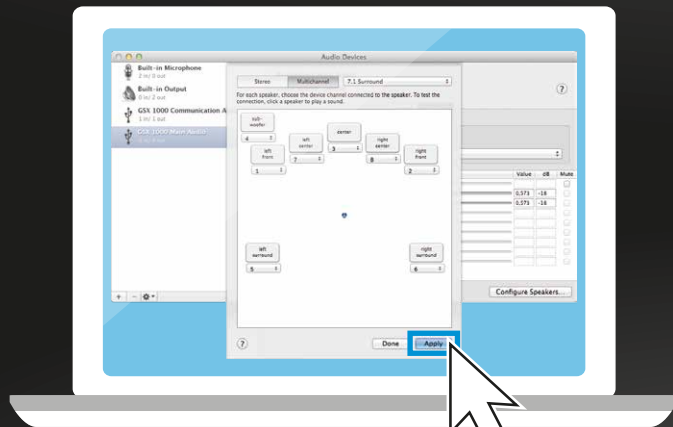 Audio Devices
Built-in Microphone
2 in/ 0 out
Built-in Output
0 in/ 2 out
GSX 1000 Communication A
1 in/ 1 out
GSX 1000 Main Audio
Stereo
Multichannel
7.1 Surround
For each speaker, choose the device channel connected to the speaker. To test the
connection, click a speaker to play a sound.
?
sub-
woofer
4
left
front
1
left
center
7
center
3
right
center
8
right
front
2
left
surround
5
right
surround
6
Value
dB
Mute
0,573
-18
0,573
-18
Configure Speakers...
+ −
?
Done
Apply